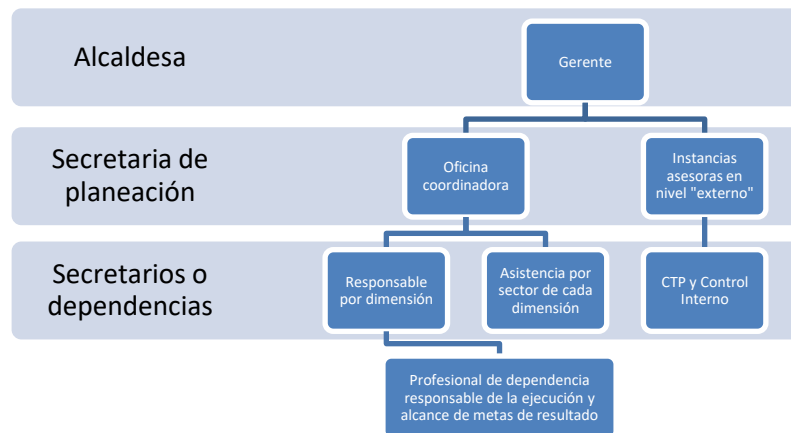 Alcaldesa
Gerente
Secretaria de
planeación
Oficina
coordinadora
Instancias
asesoras en
nivel "externo"
Secretarios o
dependencias
Responsable
por dimensión
Asistencia por
sector de cada
dimensión
CTP y Control
Interno
Profesional de dependencia
responsable de la ejecución y
alcance de metas de resultado